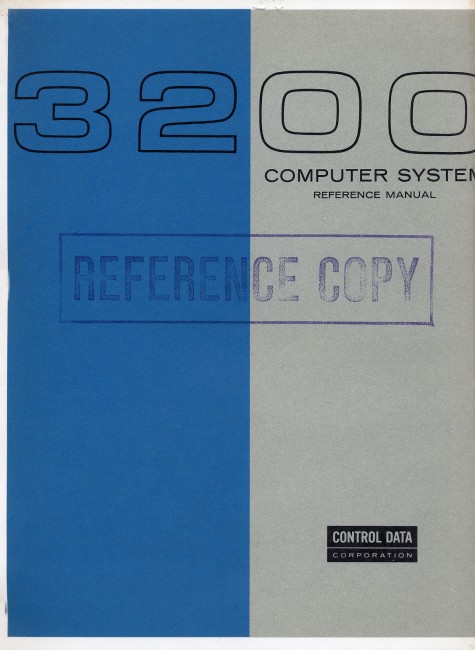 3200
COMPUTER SYSTEM
REFERENCE MANUAL
REFERENCE COPY
CONTROL DATA
CORPORATION